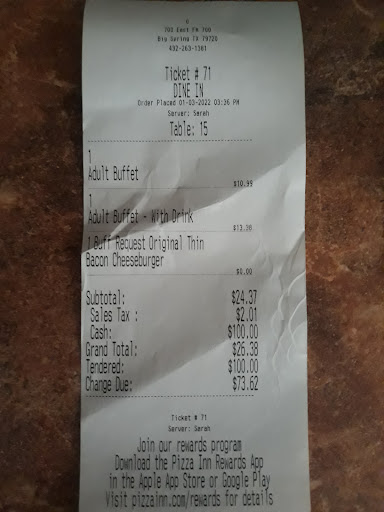 700 East FM 700
Big Spring TX 79720
432-263-1381
Ticket # 71
DINE IN
Order Placed 01-03-2022 03:36 PM
Server: Sarah
Table: 15
1
Adult Buffet
$10.99
1
Adult Buffet - With Drink
$13.38
1 Buff Request Original Thin
Bacon Cheeseburger
$0.00
Subtotal: $24.37
Sales Tax : $2.01
Cash: $100.00
Grand Total: $26.38
Tendered: $100.00
Change Due: $73.62
Ticket # 71
Server: Sarah
Join our rewards program
Download the Pizza Inn Rewards App
in the Apple App Store or Google Play
Visit pizzainn.com/rewards for details